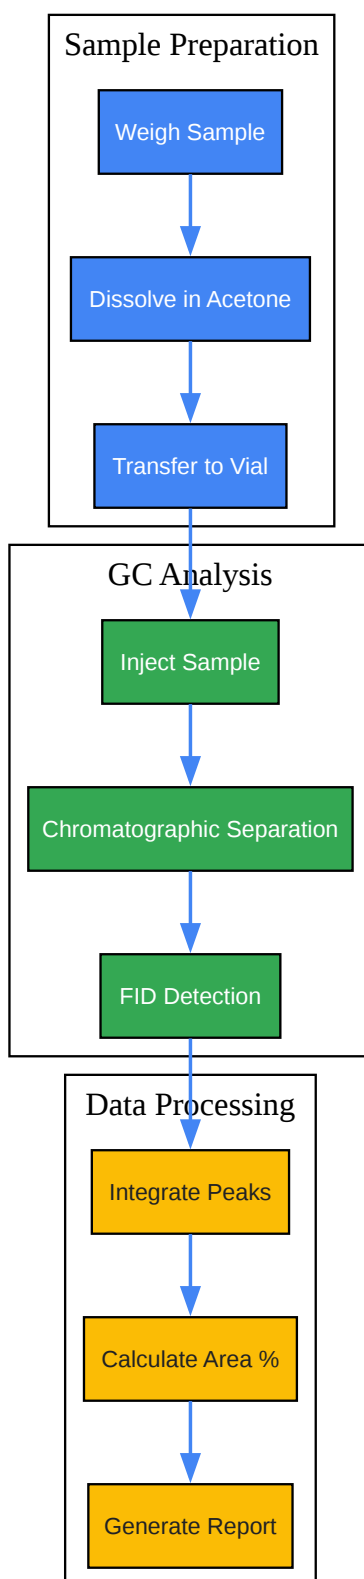 Sample Preparation
Weigh Sample
Dissolve in Acetone
Transfer to Vial
GC Analysis
Inject Sample
Chromatographic Separation
FID Detection
Data Processing
Integrate Peaks
Calculate Area %
Generate Report